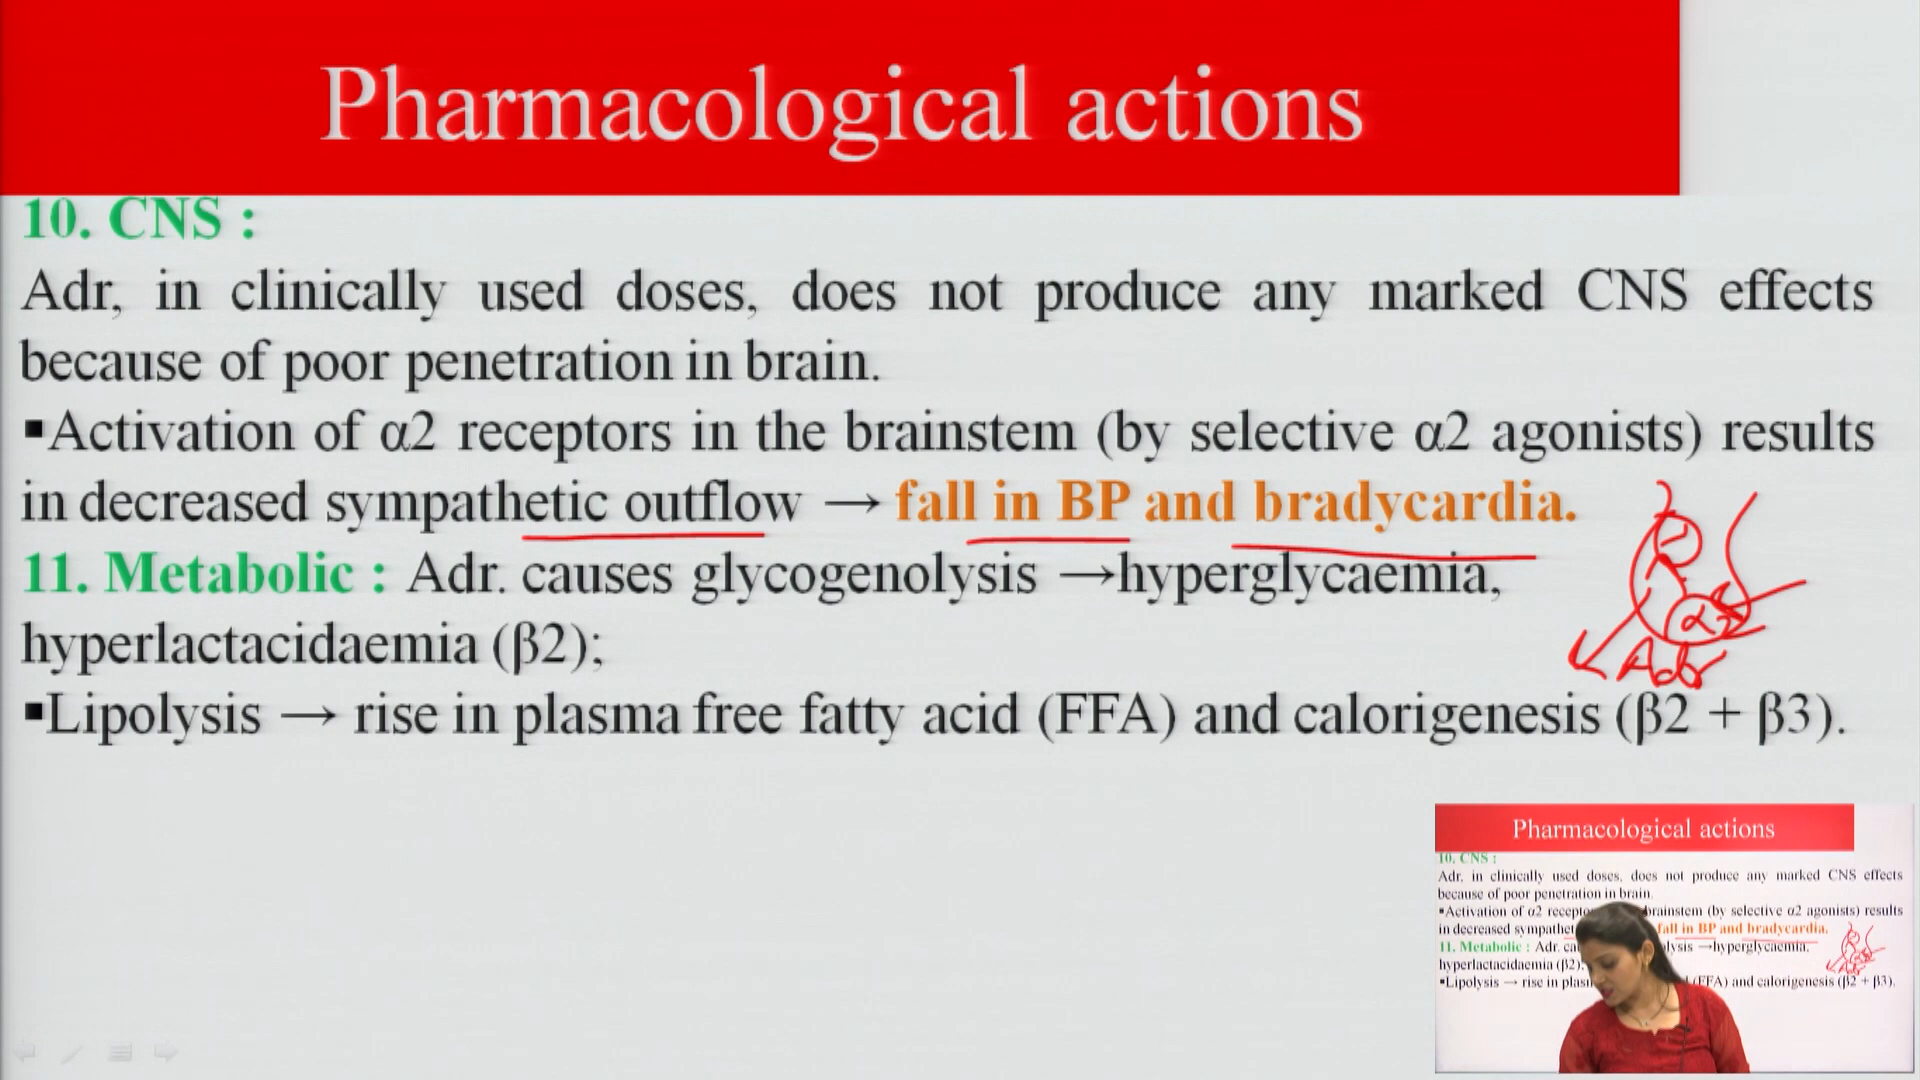 Pharmacological actions
10. CNS :
Adr, in clinically used doses, does not produce any marked CNS effects
because of poor penetration in brain.
▪Activation of α2 receptors in the brainstem (by selective α2 agonists) results
in decreased sympathetic outflow → fall in BP and bradycardia.
11. Metabolic : Adr. causes glycogenolysis →hyperglycaemia,
hyperlactacidaemia (β2);
▪Lipolysis → rise in plasma free fatty acid (FFA) and calorigenesis (β2 + β3).
α2
Adr
Pharmacological actions
10. CNS :
Adr, in clinically used doses, does not produce any marked CNS effects
because of poor penetration in brain.
▪Activation of α2 brainstem (by selective α2 agonists) results
in decreased fall in BP and bradycardia.
11. Metabolic : Adr. →hyperglycaemia,
hyperlactacidaemia (β2)
▪Lipolysis → rise in (FFA) and calorigenesis (β2 + β3).